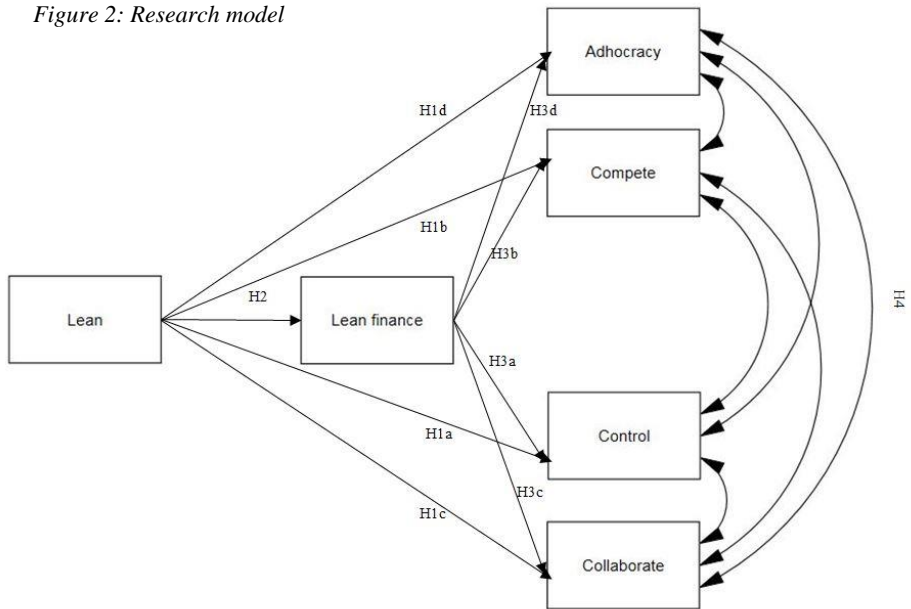 Figure 2: Research model
Adhocracy
H1d
H3d
Compete
H1b
H3b
H2
Lean
Lean finance
H4
H3a
H1a
Control
H3c
H1c
Collaborate